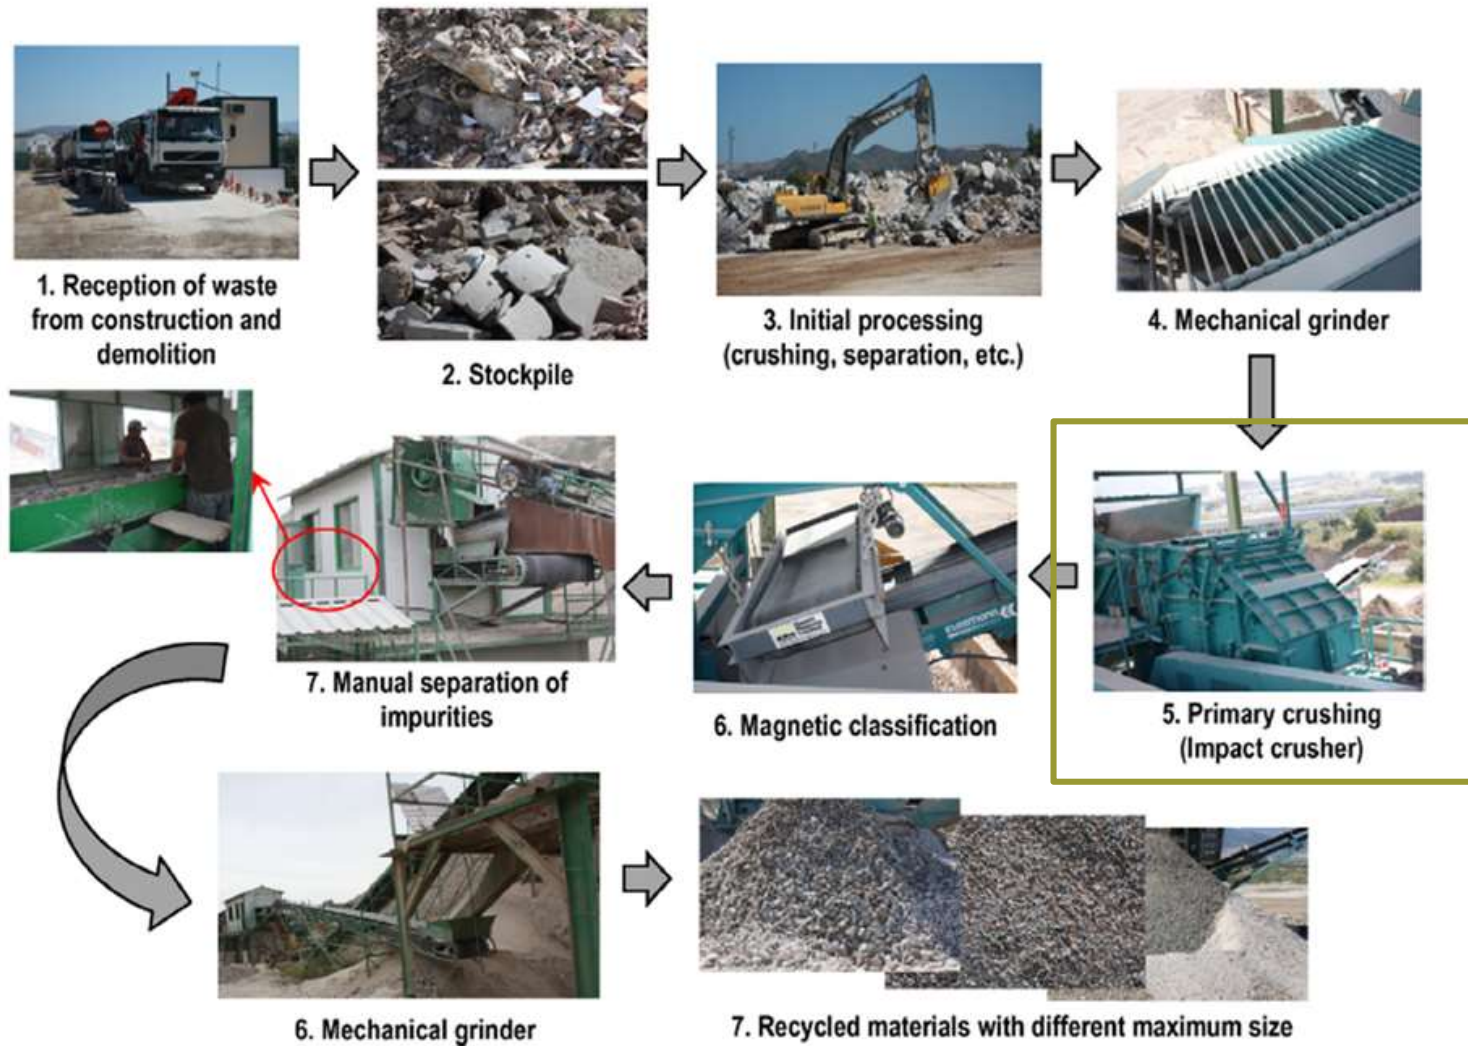 1. Reception of waste
from construction and
demolition
2. Stockpile
3. Initial processing
(crushing, separation, etc.)
4. Mechanical grinder
5. Primary crushing
(Impact crusher)
6. Magnetic classification
7. Manual separation of
impurities
6. Mechanical grinder
7. Recycled materials with different maximum size